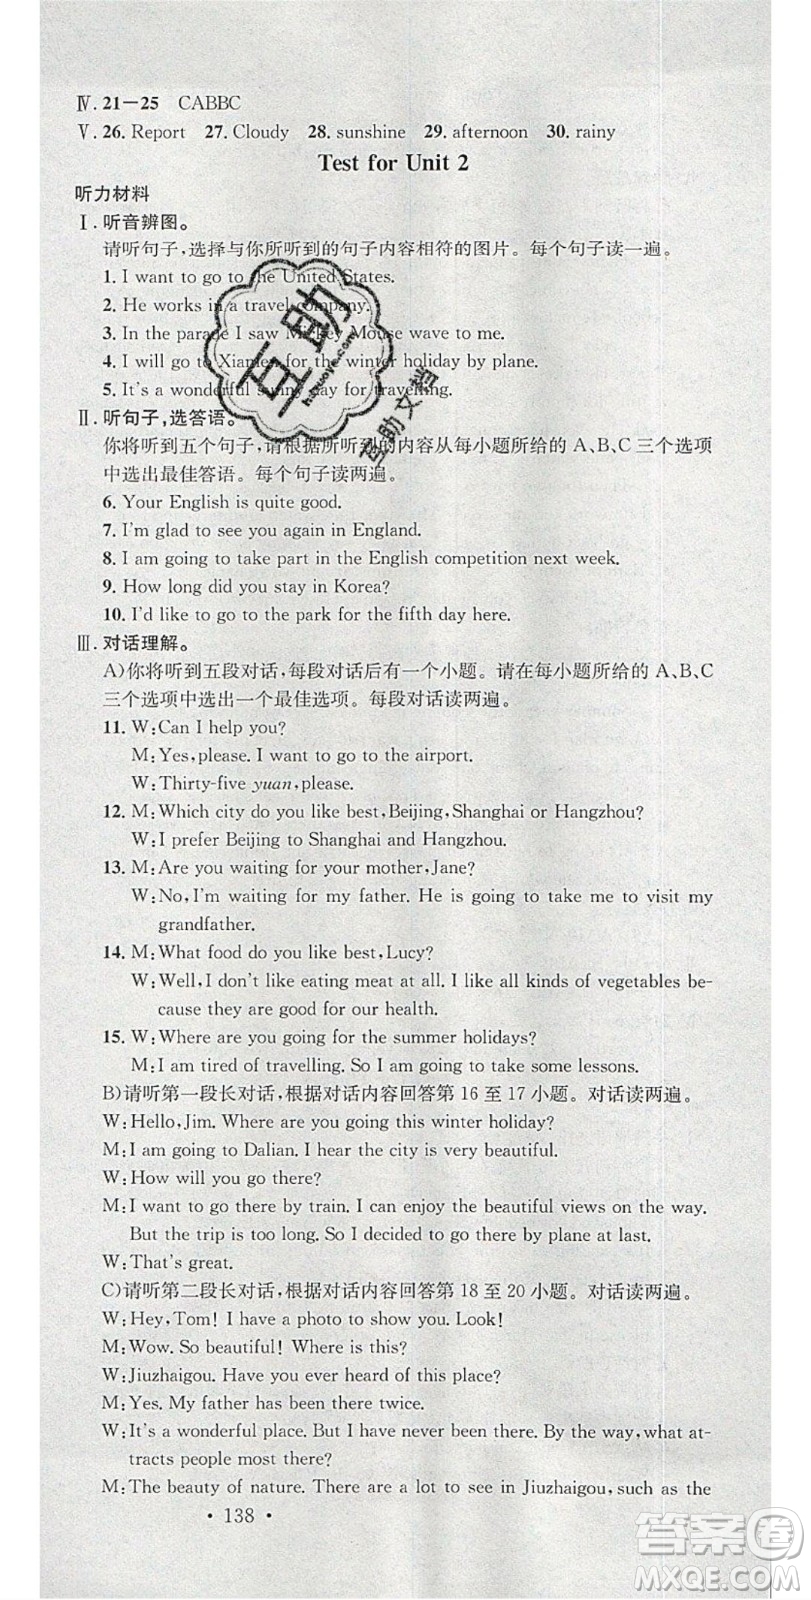 Ⅳ. 21—25 CABBC
Ⅴ. 26. Report 27. Cloudy 28. sunshine 29. afternoon 30. rainy
Test for Unit 2
听力材料
Ⅰ. 听音辨图。
请听句子,选择与你所听到的句子内容相符的图片。每个句子读一遍。
1. I want to go to the United States.
2. He works in a travel company.
3. In the parade I saw Mickey Mouse wave to me.
4. I will go to Xiamen for the winter holiday by plane.
5. It's a wonderful sunny day for travelling.
Ⅱ. 听句子,选答语。
你将听到五个句子,请根据所听到的内容从每小题所给的 A、B、C 三个选项
中选出最佳答语。每个句子读两遍。
6. Your English is quite good.
7. I'm glad to see you again in England.
8. I am going to take part in the English competition next week.
9. How long did you stay in Korea?
10. I'd like to go to the park for the fifth day here.
Ⅲ. 对话理解。
A)你将听到五段对话,每段对话后有一个小题。请在每小题所给的 A、B、C
三个选项中选出一个最佳选项。每段对话读两遍。
11. W:Can I help you?
M:Yes,please. I want to go to the airport.
W:Thirty-five yuan,please.
12. M:Which city do you like best,Beijing,Shanghai or Hangzhou?
W:I prefer Beijing to Shanghai and Hangzhou.
13. M:Are you waiting for your mother,Jane?
W:No,I'm waiting for my father. He is going to take me to visit my
grandfather.
14. M:What food do you like best,Lucy?
W:Well,I don't like eating meat at all. I like all kinds of vegetables be-
cause they are good for our health.
15. W:Where are you going for the summer holidays?
M:I am tired of travelling. So I am going to take some lessons.
B)请听第一段长对话,根据对话内容回答第 16 至 17 小题。对话读两遍。
W:Hello,Jim. Where are you going this winter holiday?
M:I am going to Dalian. I hear the city is very beautiful.
W:How will you go there?
M:I want to go there by train. I can enjoy the beautiful views on the way.
But the trip is too long. So I decided to go there by plane at last.
W:That's great.
C)请听第二段长对话,根据对话内容回答第 18 至 20 小题。对话读两遍。
W:Hey,Tom! I have a photo to show you. Look!
M:Wow. So beautiful! Where is this?
W:Jiuzhaigou. Have you ever heard of this place?
M:Yes. My father has been there twice.
W:It's a wonderful place. But I have never been there. By the way,what at-
tracts people most there?
M:The beauty of nature. There are a lot to see in Jiuzhaigou,such as the
• 138 •
互助
互助文档
答案圈
MXQE.COM